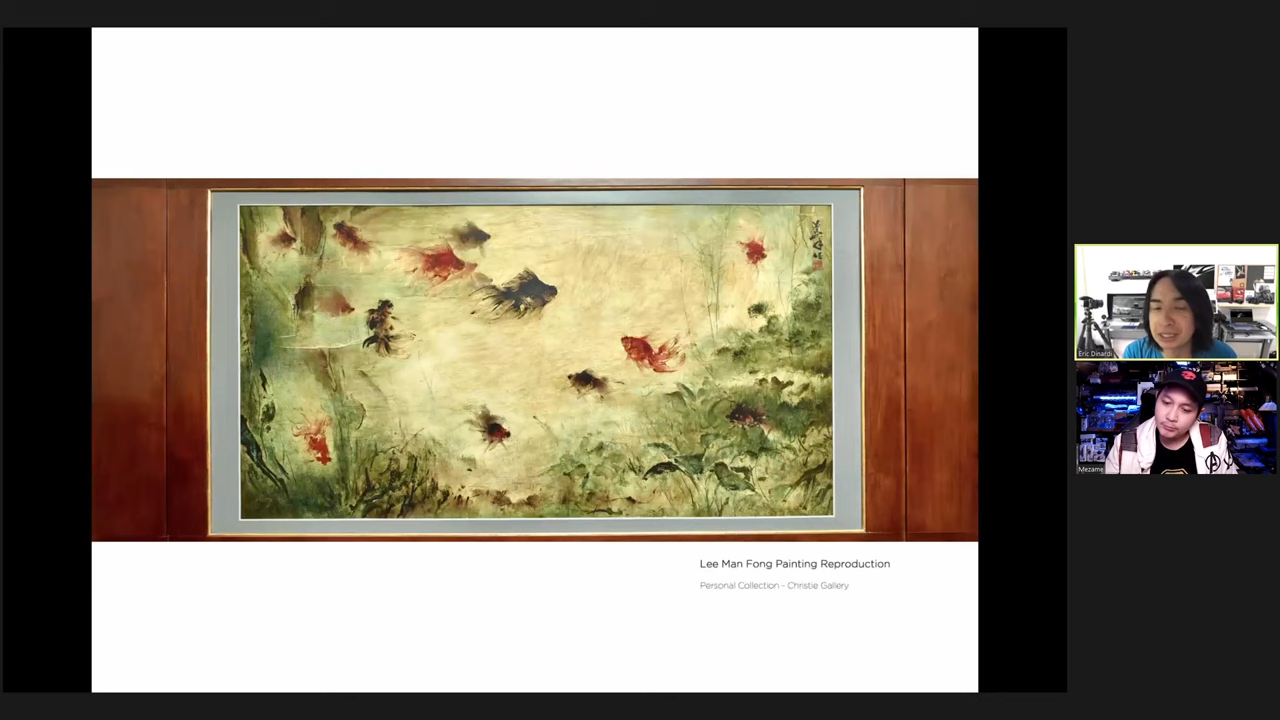 Lee Man Fong Painting Reproduction
Personal Collection - Christie Gallery
Eric Dinardi
Mezame